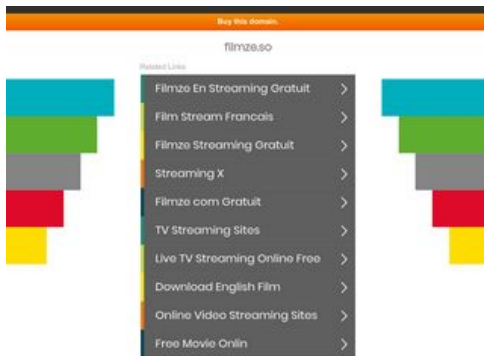 Buy this domain.
filmze.so
Related Links
Filmze En Streaming Gratuit
Film Stream Francais
Filmze Streaming Gratuit
Streaming X
Filmze com Gratuit
TV Streaming Sites
Live TV Streaming Online Free
Download English Film
Online Video Streaming Sites
Free Movie Onlin